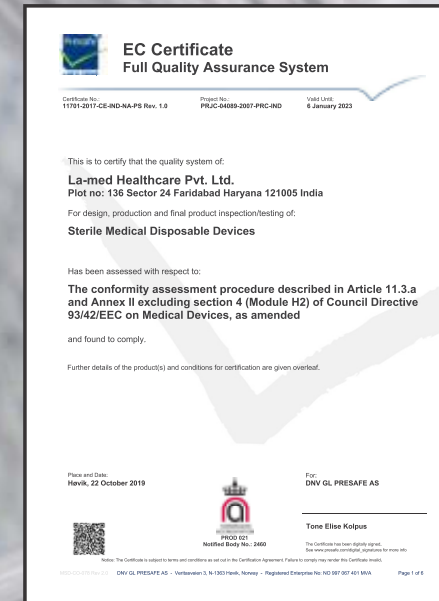 EC Certificate
Full Quality Assurance System
Certificate No.:
11701-2017-CE-IND-NA-PS Rev. 1.0
Project No.:
PRJC-04089-2007-PRC-IND
Valid Until:
6 January 2023
This is to certify that the quality system of:
La-med Healthcare Pvt. Ltd.
Plot no: 136 Sector 24 Faridabad Haryana 121005 India
For design, production and final product inspection/testing of:
Sterile Medical Disposable Devices
Has been assessed with respect to:
The conformity assessment procedure described in Article 11.3.a
and Annex II excluding section 4 (Module H2) of Council Directive
93/42/EEC on Medical Devices, as amended
and found to comply.
Further details of the product(s) and conditions for certification are given overleaf.
Place and Date:
Høvik, 22 October 2019
For:
DNV GL PRESAFE AS
PROD 021
Notified Body No.: 2460
Tone Elise Kolpus
The Certificate has been digitally signed.
See www.presafe.com/digital_signatures for more info
Notice: The Certificate is subject to terms and conditions as set out in the Certification Agreement. Failure to comply may render this Certificate invalid.
DNV GL PRESAFE AS - Veritasveien 3, N-1363 Høvik, Norway - Registered Enterprise No: NO 997 067 401 MVA
Page 1 of 6